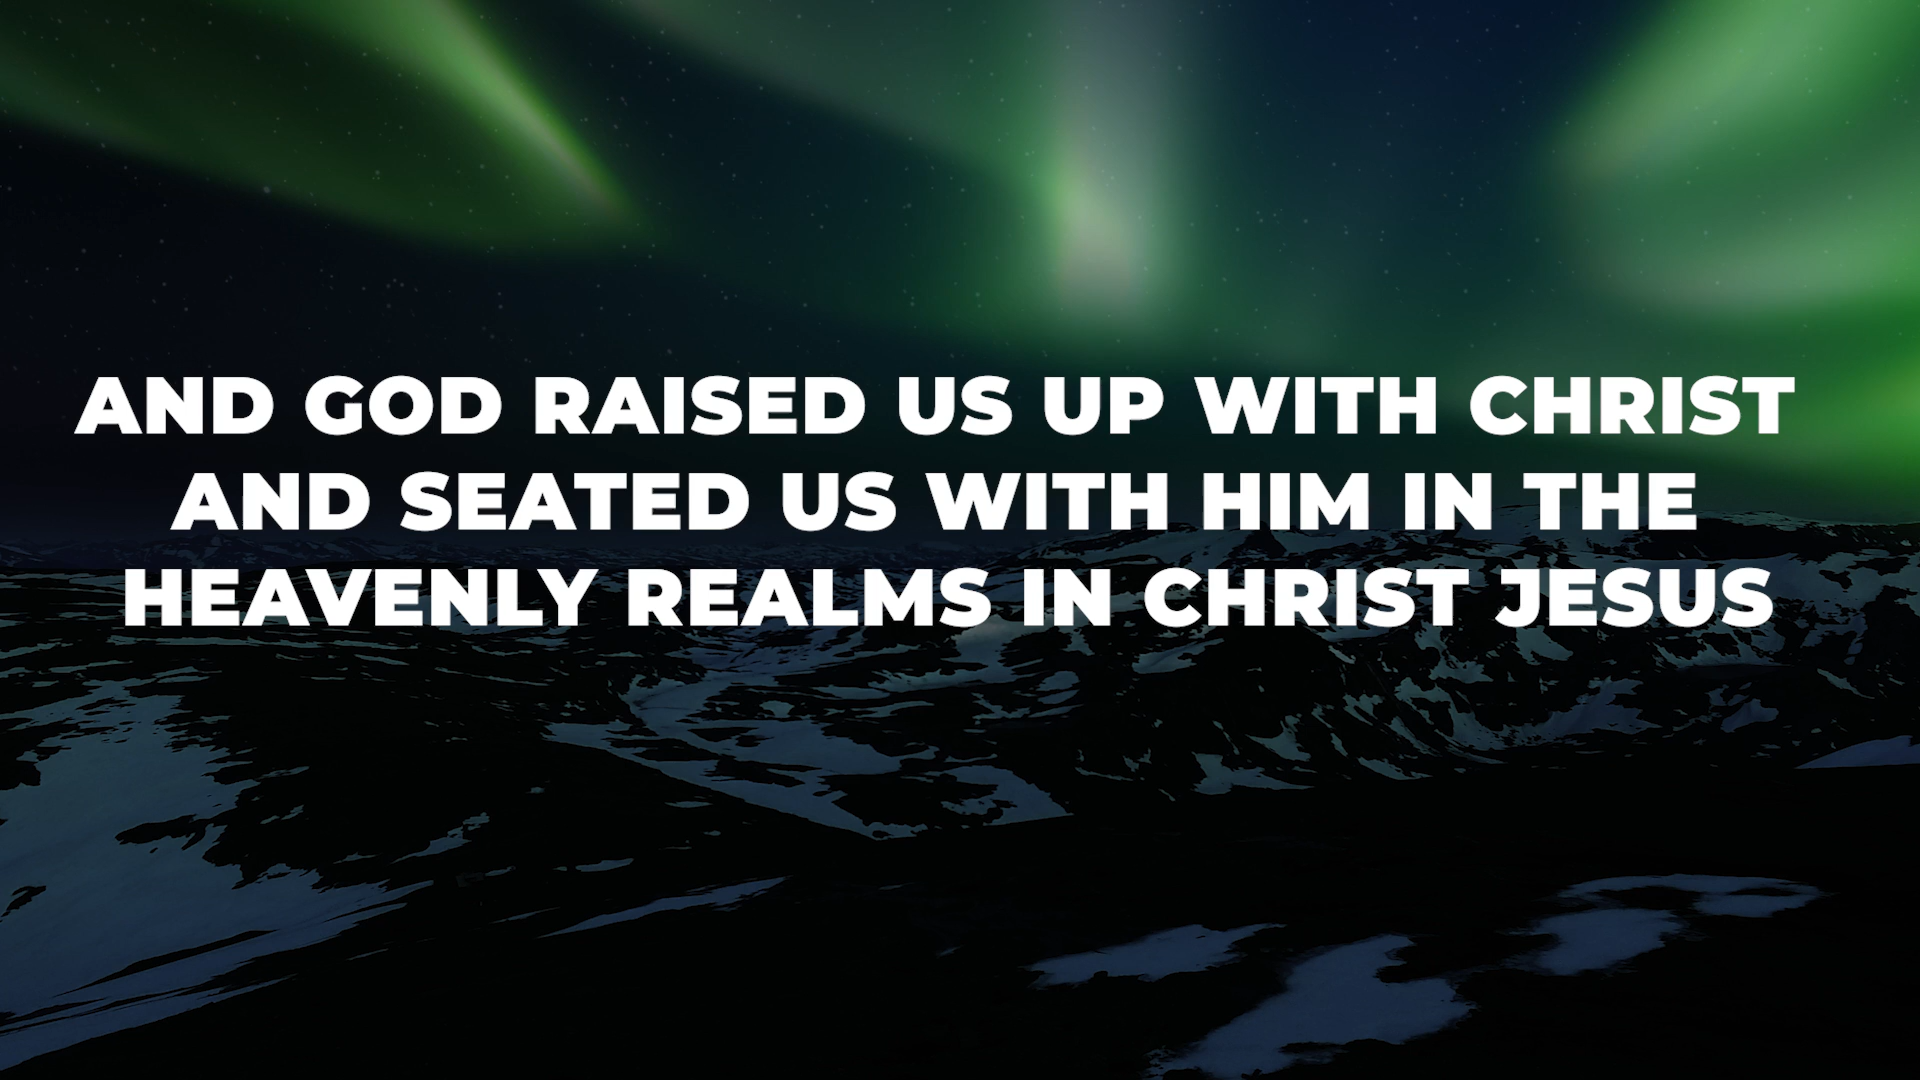 AND GOD RAISED US UP WITH CHRIST
AND SEATED US WITH HIM IN THE
HEAVENLY REALMS IN CHRIST JESUS